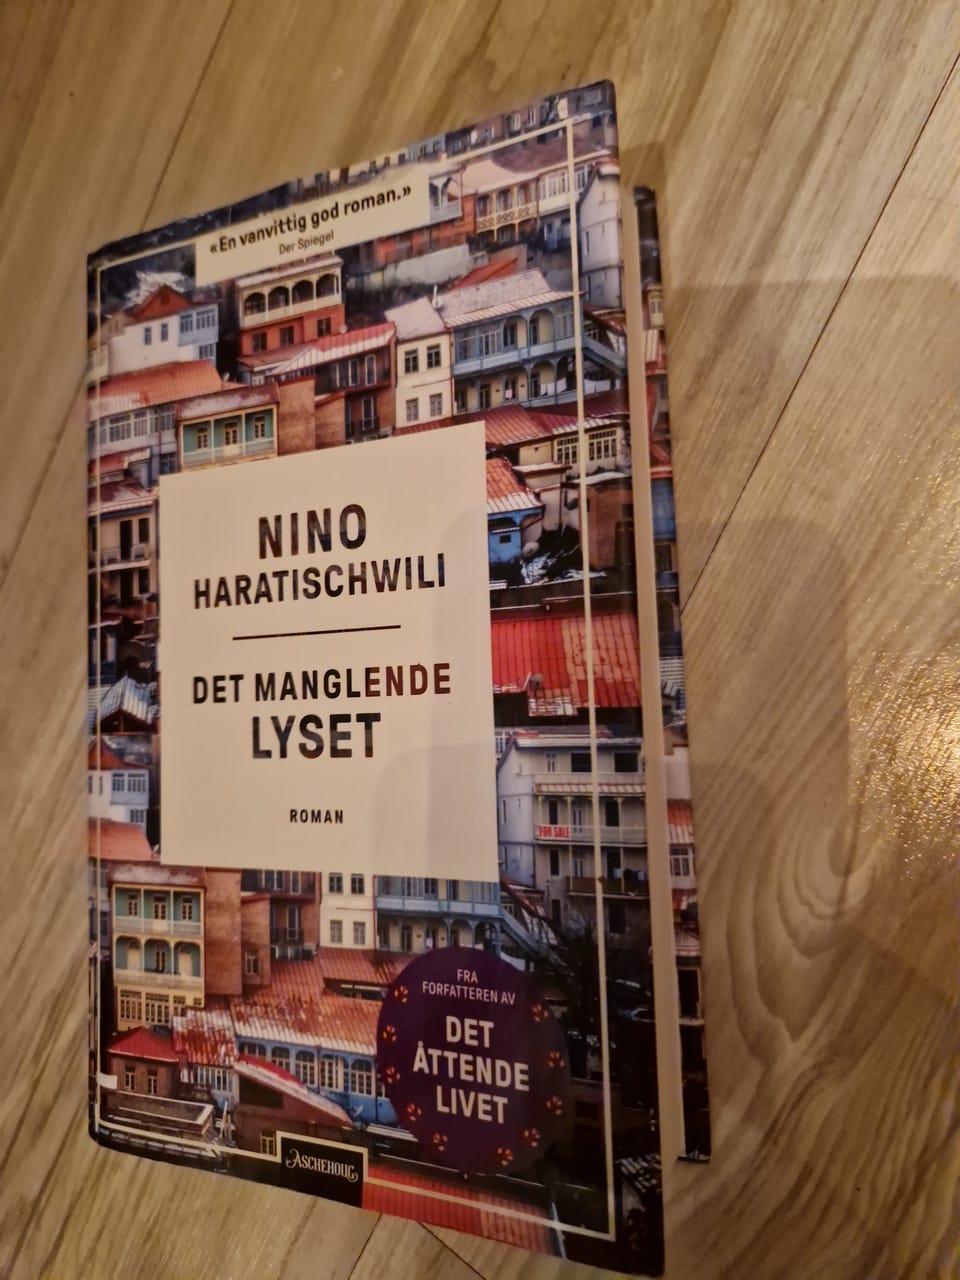 «En vanvittig god roman.»
Der Spiegel
NINO
HARATISCHWILI
DET MANGLENDE
LYSET
ROMAN
FOR SALE
FRA
FORFATTEREN AV
DET
ÅTTENDE
LIVET
ASCHEHOUG